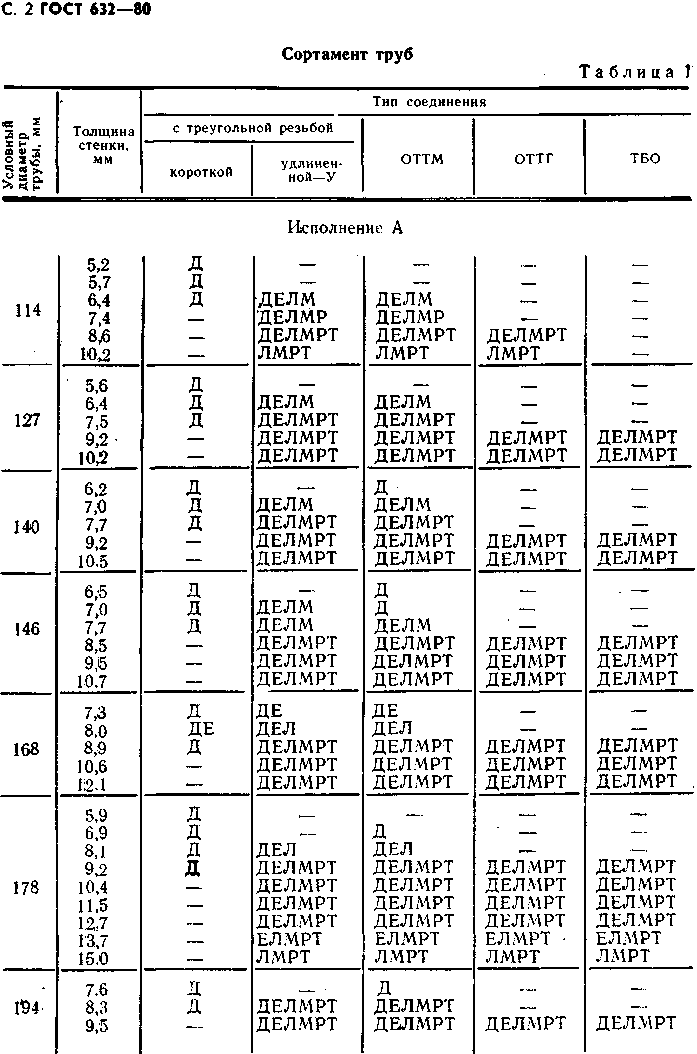 С. 2 ГОСТ 632—80
Сортамент труб
Таблица 1
Условный диаметр трубы, мм
Толщина стенки, мм
Тип соединения
с треугольной резьбой
ОТТМ
ОТТГ
ТБО
короткой
удлинен-
ной—У
Исполнение А
114
5,2 Д — — — —
5,7 Д — — — —
6,4 Д ДЕЛМ ДЕЛМ — —
7,4 — ДЕЛМР ДЕЛМР — —
8,6 — ДЕЛМРТ ДЕЛМРТ ДЕЛМРТ —
10,2 — ЛМРТ ЛМРТ ЛМРТ —
127
5,6 Д — — — —
6,4 Д ДЕЛМ ДЕЛМ — —
7,5 Д ДЕЛМРТ ДЕЛМРТ — —
9,2 — ДЕЛМРТ ДЕЛМРТ ДЕЛМРТ ДЕЛМРТ
10,2 — ДЕЛМРТ ДЕЛМРТ ДЕЛМРТ ДЕЛМРТ
140
6,2 Д — Д — —
7,0 Д ДЕЛМ ДЕЛМ — —
7,7 Д ДЕЛМРТ ДЕЛМРТ — —
9,2 — ДЕЛМРТ ДЕЛМРТ ДЕЛМРТ ДЕЛМРТ
10.5 — ДЕЛМРТ ДЕЛМРТ ДЕЛМРТ ДЕЛМРТ
146
6,5 Д — Д — —
7,0 Д ДЕЛМ Д — —
7,7 Д ДЕЛМ ДЕЛМ — —
8,5 — ДЕЛМРТ ДЕЛМРТ ДЕЛМРТ ДЕЛМРТ
9,5 — ДЕЛМРТ ДЕЛМРТ ДЕЛМРТ ДЕЛМРТ
10.7 — ДЕЛМРТ ДЕЛМРТ ДЕЛМРТ ДЕЛМРТ
168
7,3 Д ДЕ ДЕ — —
8,0 ДЕ ДЕЛ ДЕЛ — —
8,9 Д ДЕЛМРТ ДЕЛМРТ ДЕЛМРТ ДЕЛМРТ
10,6 — ДЕЛМРТ ДЕЛМРТ ДЕЛМРТ ДЕЛМРТ
12.1 — ДЕЛМРТ ДЕЛМРТ ДЕЛМРТ ДЕЛМРТ
178
5,9 Д — — — —
6,9 Д — Д — —
8,1 Д ДЕЛ ДЕЛ — —
9,2 Д ДЕЛМРТ ДЕЛМРТ ДЕЛМРТ ДЕЛМРТ
10,4 — ДЕЛМРТ ДЕЛМРТ ДЕЛМРТ ДЕЛМРТ
11,5 — ДЕЛМРТ ДЕЛМРТ ДЕЛМРТ ДЕЛМРТ
12,7 — ДЕЛМРТ ДЕЛМРТ ДЕЛМРТ ДЕЛМРТ
13,7 — ЕЛМРТ ЕЛМРТ ЕЛМРТ ЕЛМРТ
15.0 — ЛМРТ ЛМРТ ЛМРТ ЛМРТ
194
7.6 Д — Д — —
8,3 Д ДЕЛМРТ ДЕЛМРТ — —
9,5 — ДЕЛМРТ ДЕЛМРТ ДЕЛМРТ ДЕЛМРТ